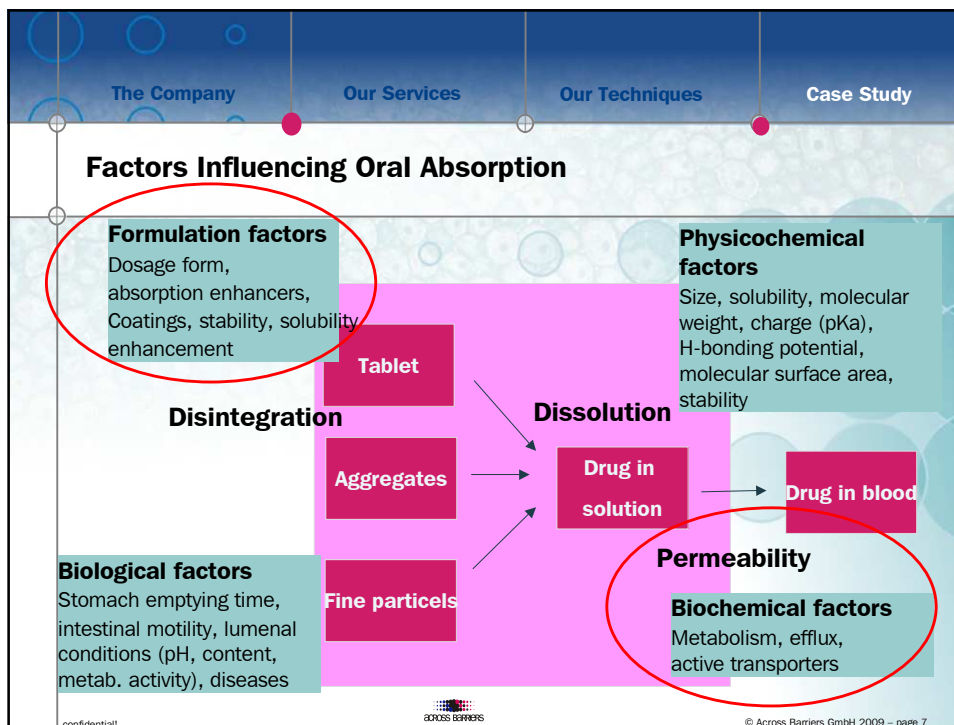 The Company
Our Services
Our Techniques
Case Study
Factors Influencing Oral Absorption
Formulation factors
Dosage form,
absorption enhancers,
Coatings, stability, solubility
enhancement
Physicochemical
factors
Size, solubility, molecular
weight, charge (pKa),
H-bonding potential,
molecular surface area,
stability
Tablet
Disintegration
Dissolution
Aggregates
Drug in
solution
Drug in blood
Permeability
Biological factors
Stomach emptying time,
intestinal motility, lumenal
conditions (pH, content,
metab. activity), diseases
Fine particels
Biochemical factors
Metabolism, efflux,
active transporters
confidential!
ACROSS BARRIERS
© Across Barriers GmbH 2009 – page 7